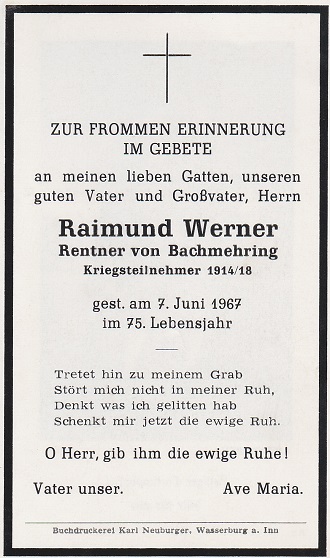 ZUR FROMMEN ERINNERUNG
IM GEBETE
an meinen lieben Gatten, unseren
guten Vater und Großvater, Herrn
Raimund Werner
Rentner von Bachmehring
Kriegsteilnehmer 1914/18
gest. am 7. Juni 1967
im 75. Lebensjahr
Tretet hin zu meinem Grab
Stört mich nicht in meiner Ruh,
Denkt was ich gelitten hab
Schenkt mir jetzt die ewige Ruh.
O Herr, gib ihm die ewige Ruhe!
Vater unser. Ave Maria.
Buchdruckerei Karl Neuburger, Wasserburg a. Inn